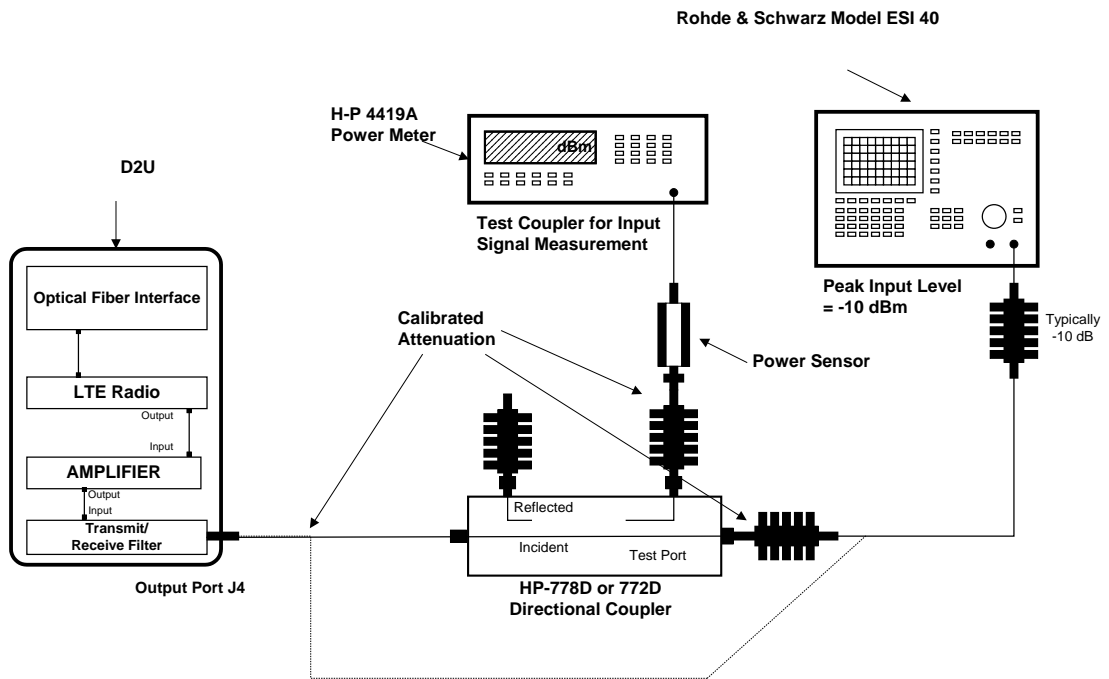 Rohde & Schwarz Model ESI 40
H-P 4419A
Power Meter
dBm
D2U
Test Coupler for Input
Signal Measurement
Optical Fiber Interface
Peak Input Level
= -10 dBm
Typically
-10 dB
Calibrated
Attenuation
Power Sensor
LTE Radio
Output
Input
AMPLIFIER
Output
Input
Transmit/
Receive Filter
Reflected
Incident
Test Port
Output Port J4
HP-778D or 772D
Directional Coupler